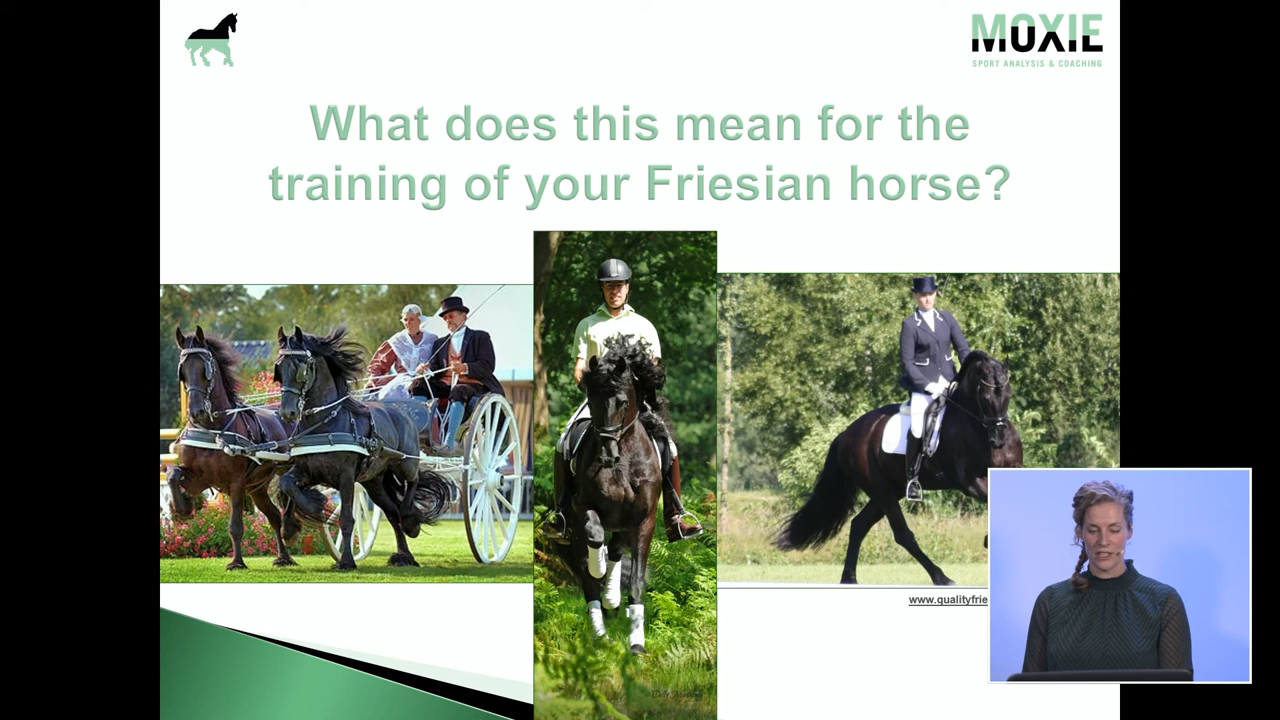 MOXIE
SPORT ANALYSIS & COACHING
What does this mean for the
training of your Friesian horse?
www.qualityfrie